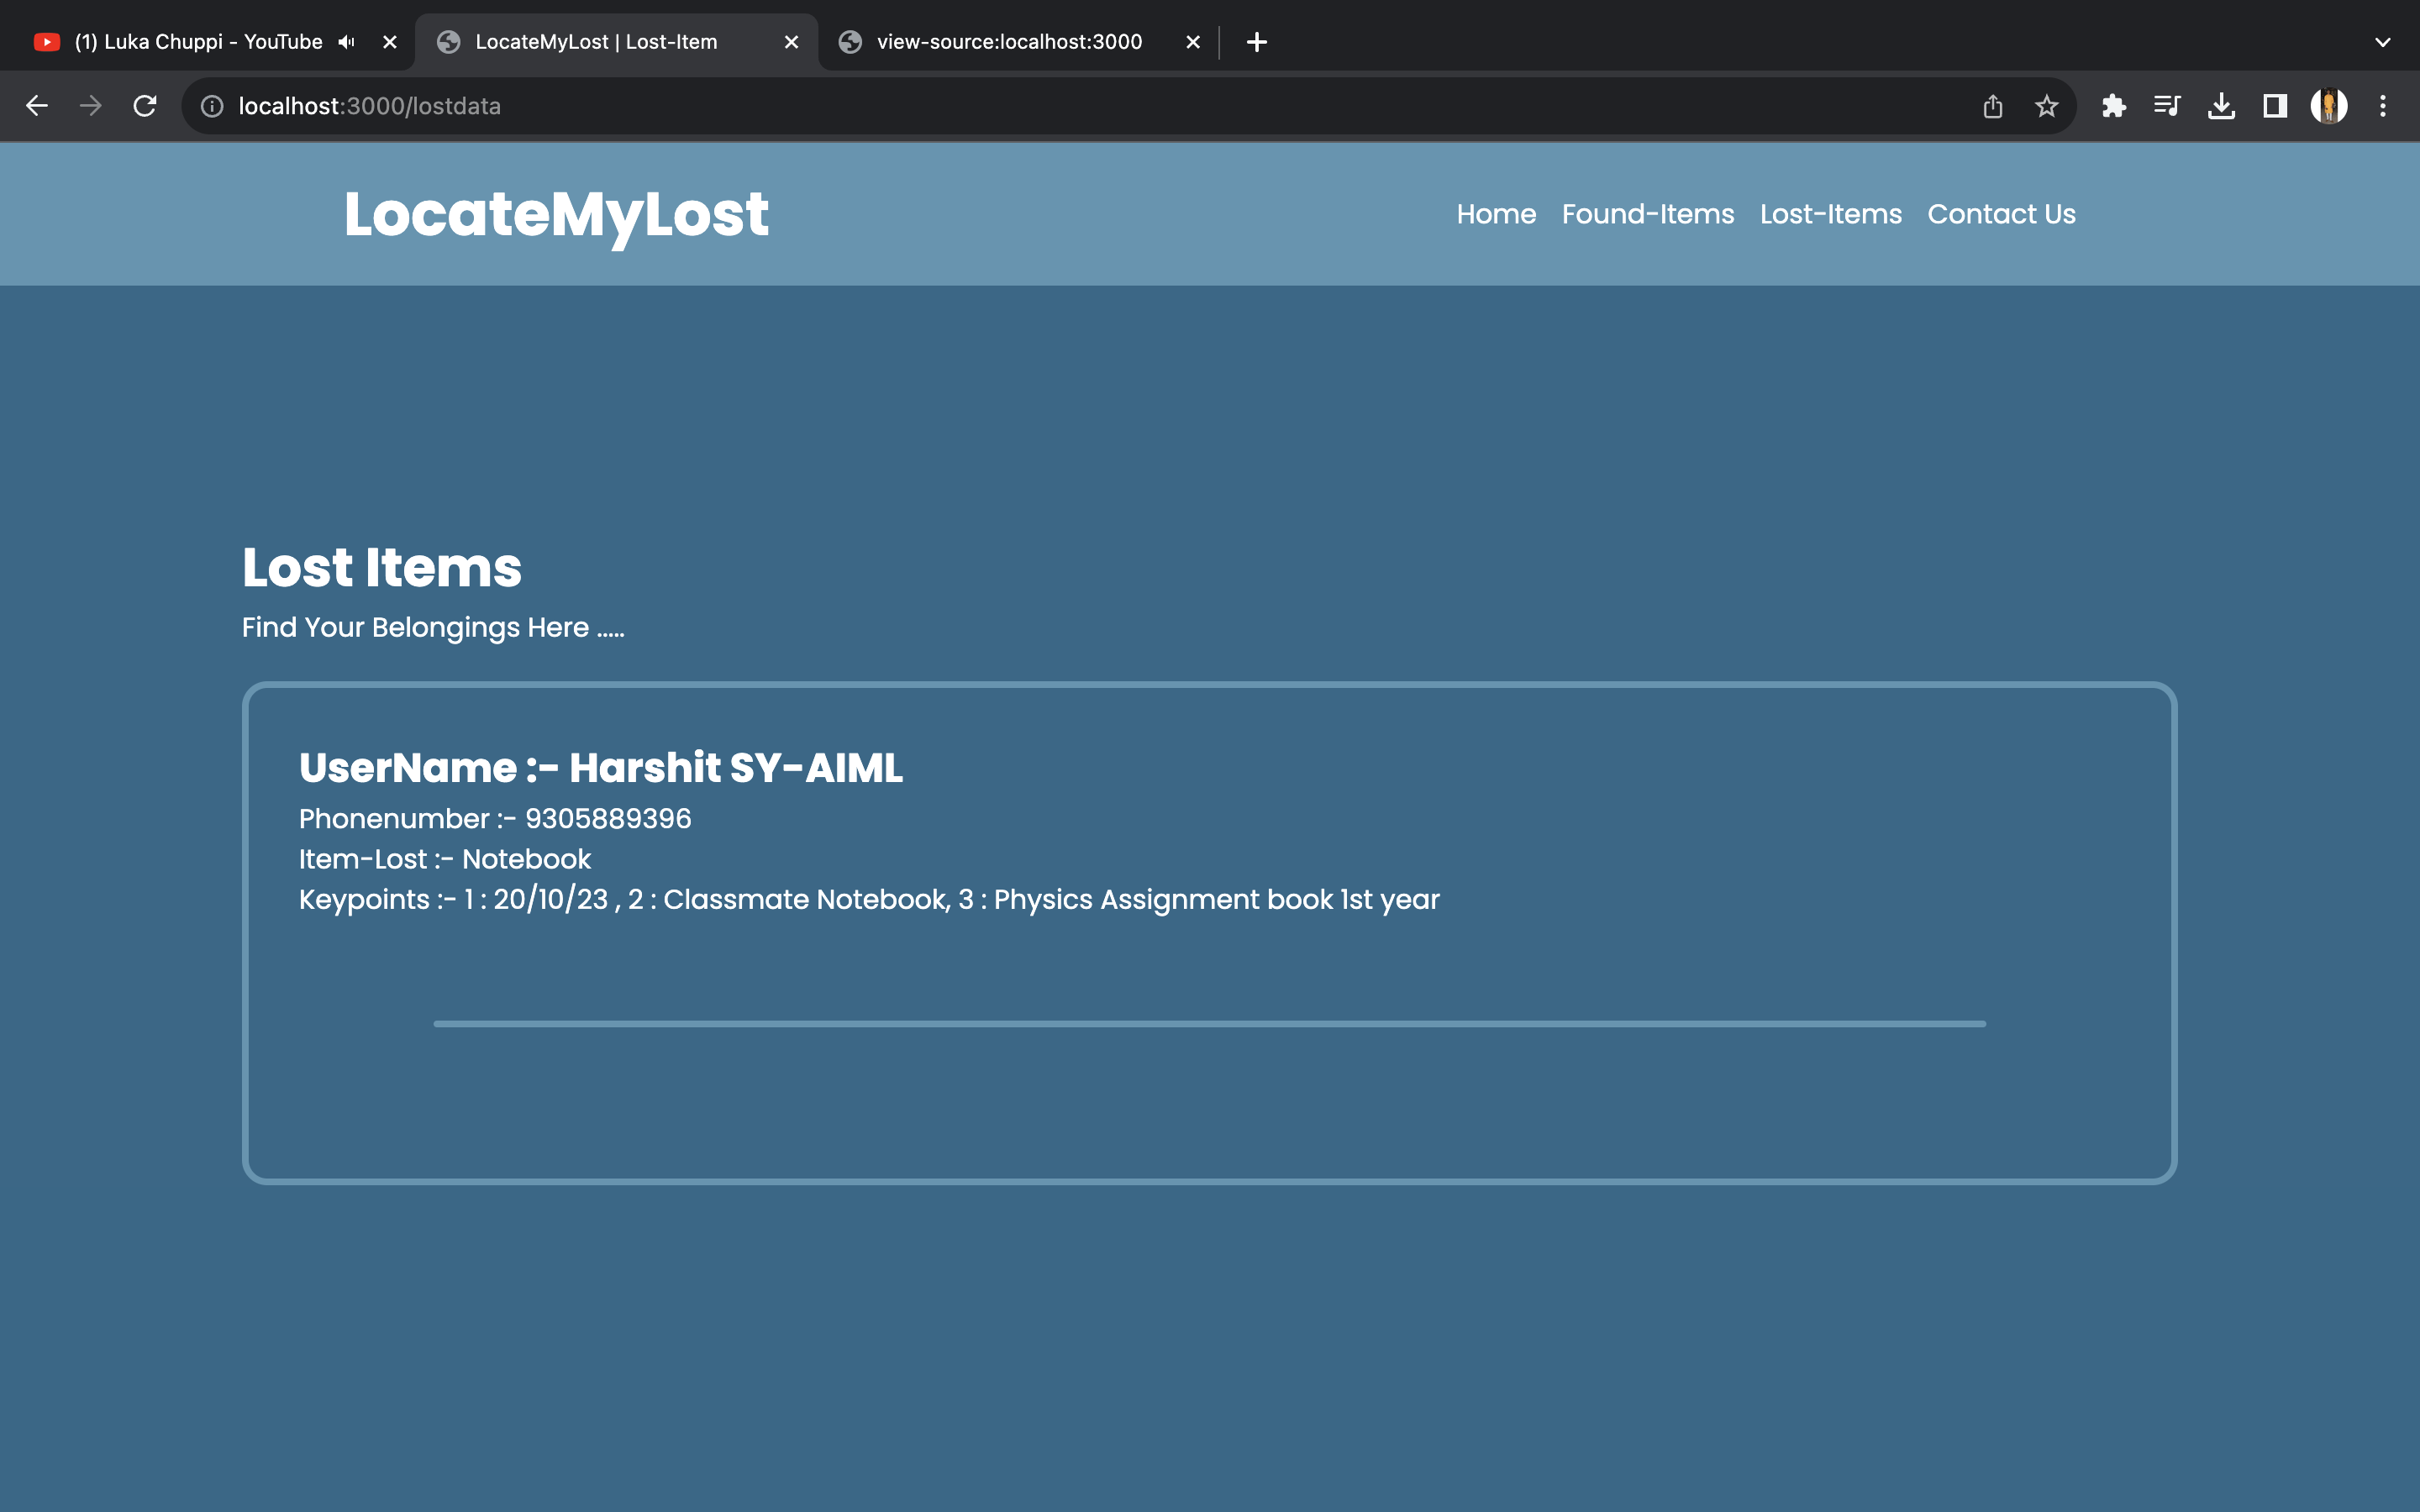 (1) Luka Chuppi - YouTube
LocateMyLost | Lost-Item
view-source:localhost:3000
localhost:3000/lostdata
LocateMyLost
Home Found-Items Lost-Items Contact Us
Lost Items
Find Your Belongings Here .....
UserName :- Harshit SY-AIML
Phonenumber :- 9305889396
Item-Lost :- Notebook
Keypoints :- 1 : 20/10/23 , 2 : Classmate Notebook, 3 : Physics Assignment book 1st year